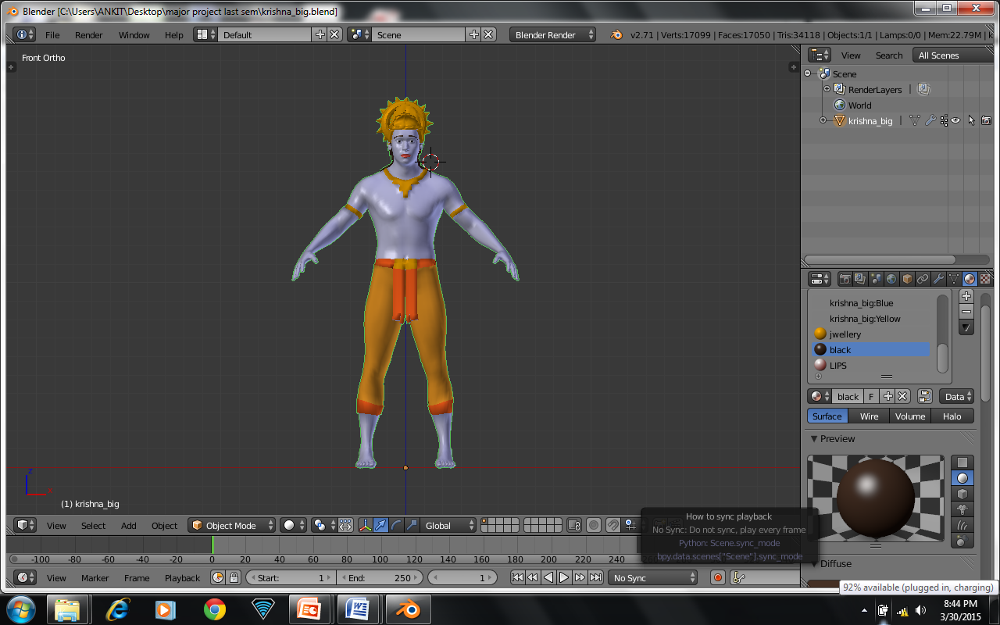 Blender [C:\Users\ANKIT\Desktop\major project last sem\krishna_big.blend]
File Render Window Help Default Scene Blender Render v2.71 | Verts:17099 | Faces:17050 | Tris:34118 | Objects:1/1 | Lamps:0/0 | Mem:22.79M | k
Front Ortho
View Search All Scenes
Scene
RenderLayers
World
krishna_big
krishna_big:Blue
krishna_big:Yellow
jwellery
black
LIPS
black F Data
Surface Wire Volume Halo
Preview
z
x
(1) krishna_big
View Select Add Object Object Mode Global
How to sync playback
No Sync: Do not sync, play every frame
Python: Scene.sync_mode
bpy.data.scenes["Scene"].sync_mode
-100 -80 -60 -40 -20 0 20 40 60 80 100 120 140 160 180 200 220 240
Diffuse
View Marker Frame Playback Start: 1 End: 250 1 No Sync
92% available (plugged in, charging)
8:44 PM
3/30/2015